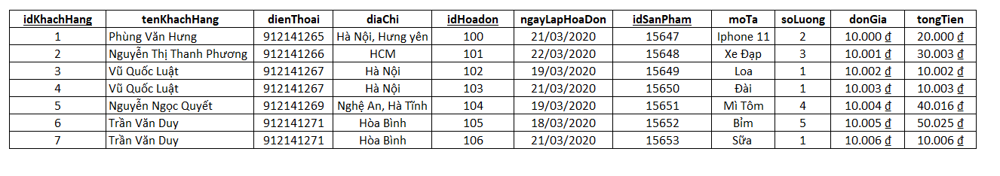 idKhachHang tenKhachHang dienThoai diaChi idHoadon ngayLapHoaDon idSanPham moTa soLuong donGia tongTien
1 Phùng Văn Hưng 912141265 Hà Nội, Hưng yên 100 21/03/2020 15647 Iphone 11 2 10.000 ₫ 20.000 ₫
2 Nguyễn Thị Thanh Phương 912141266 HCM 101 22/03/2020 15648 Xe Đạp 3 10.001 ₫ 30.003 ₫
3 Vũ Quốc Luật 912141267 Hà Nội 102 19/03/2020 15649 Loa 1 10.002 ₫ 10.002 ₫
4 Vũ Quốc Luật 912141267 Hà Nội 103 21/03/2020 15650 Đài 1 10.003 ₫ 10.003 ₫
5 Nguyễn Ngọc Quyết 912141269 Nghệ An, Hà Tĩnh 104 19/03/2020 15651 Mì Tôm 4 10.004 ₫ 40.016 ₫
6 Trần Văn Duy 912141271 Hòa Bình 105 18/03/2020 15652 Bỉm 5 10.005 ₫ 50.025 ₫
7 Trần Văn Duy 912141271 Hòa Bình 106 21/03/2020 15653 Sữa 1 10.006 ₫ 10.006 ₫